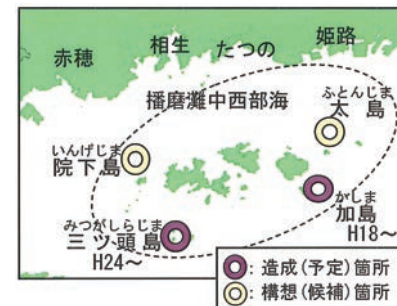 赤穂
相生
たつの
姫路
播磨灘中西部海
ふとんじま
太島
いんげじま
院下島
がしま
加島
H18～
みつがしらじま
三ツ頭島
H24～
：造成(予定)箇所
：構想(候補)箇所